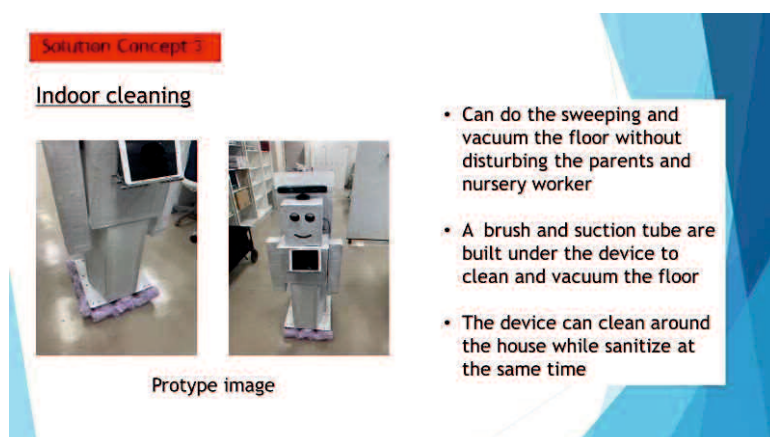 Solution Concept 3
Indoor cleaning
• Can do the sweeping and
vacuum the floor without
disturbing the parents and
nursery worker
• A brush and suction tube are
built under the device to
clean and vacuum the floor
• The device can clean around
the house while sanitize at
the same time
Protype image